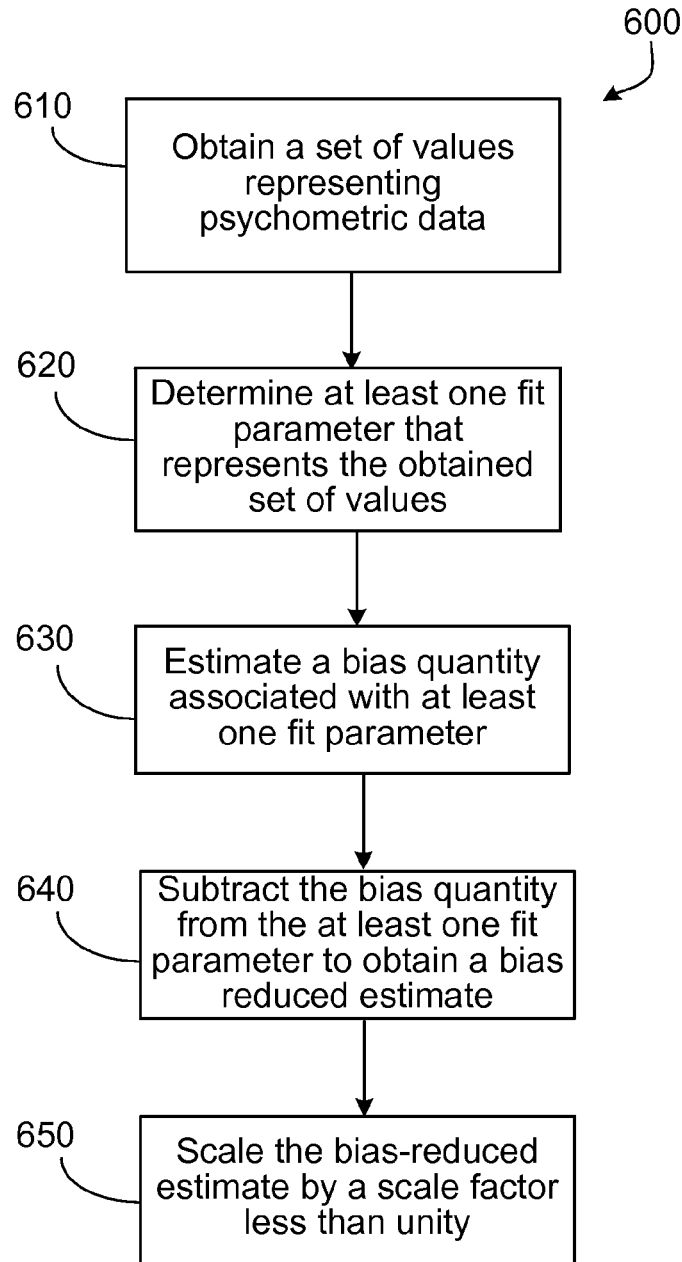 600
610
Obtain a set of values
representing
psychometric data
620
Determine at least one fit
parameter that
represents the obtained
set of values
630
Estimate a bias quantity
associated with at least
one fit parameter
640
Subtract the bias quantity
from the at least one fit
parameter to obtain a bias
reduced estimate
650
Scale the bias-reduced
estimate by a scale factor
less than unity